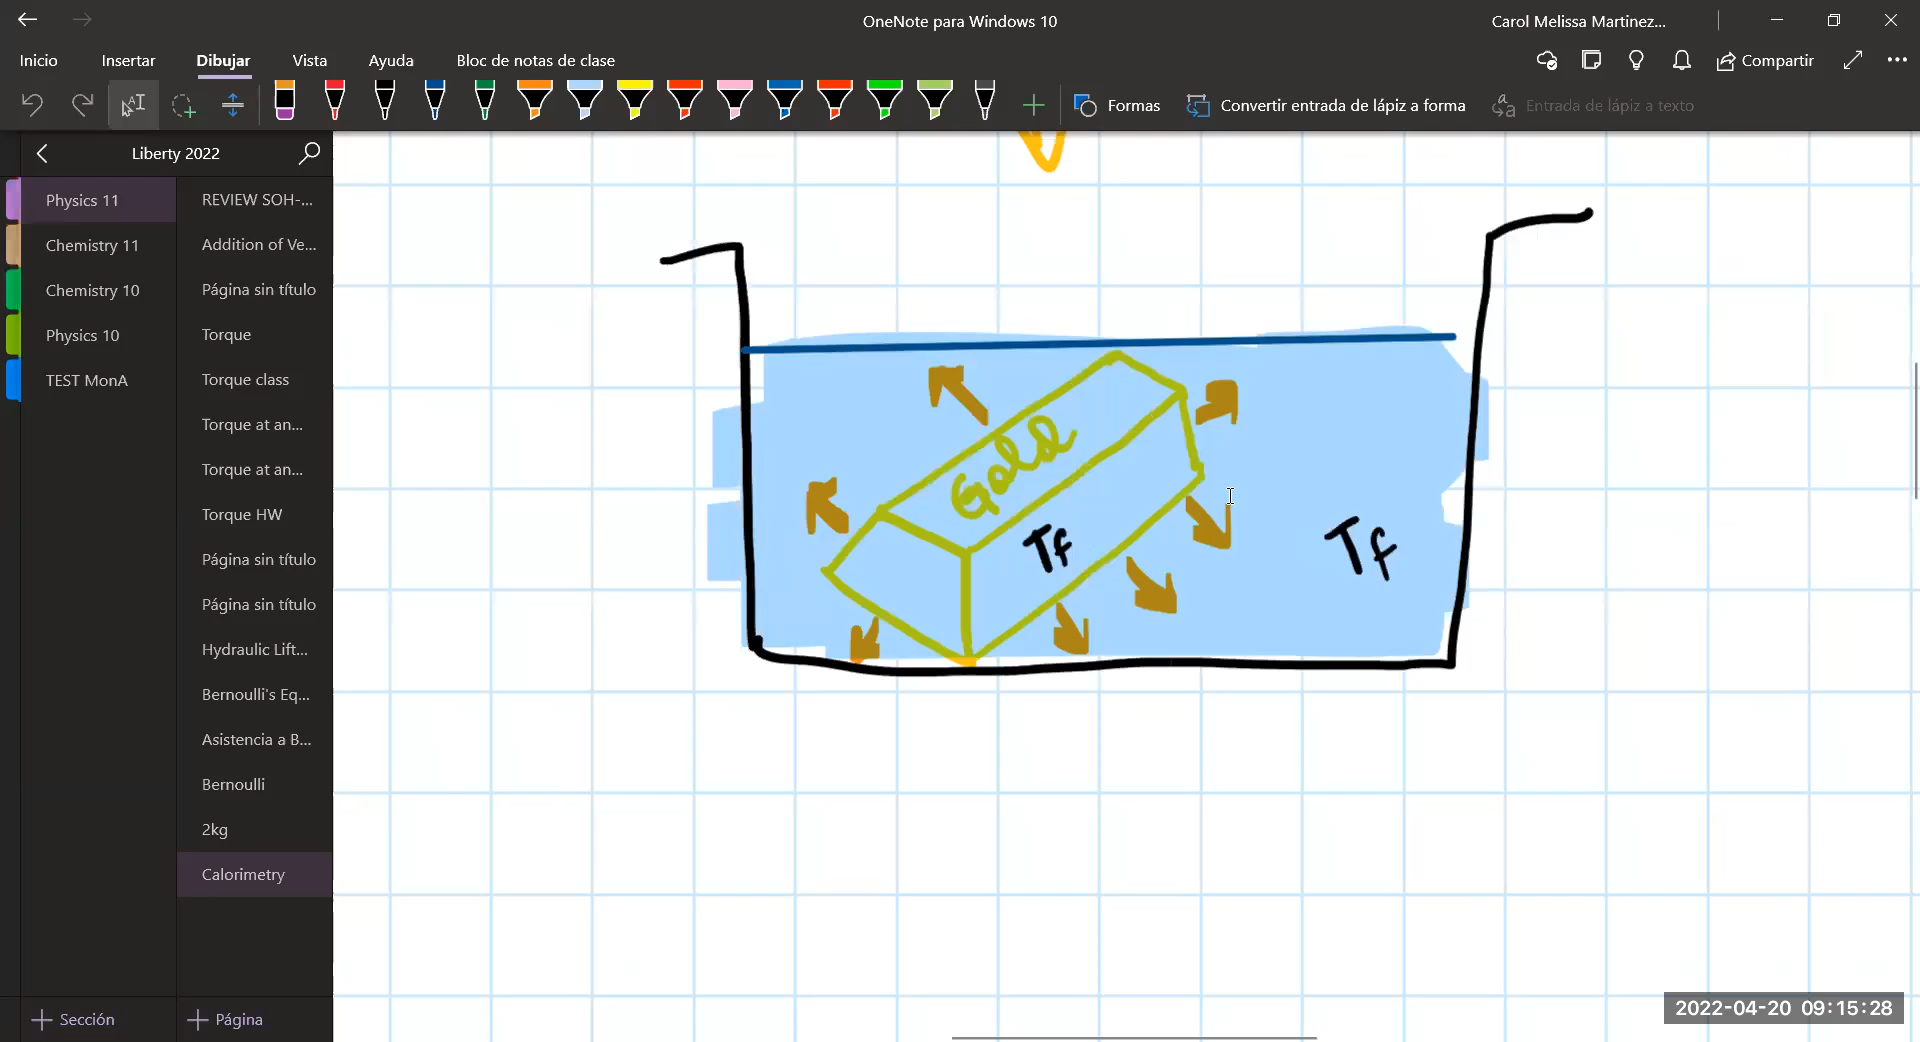 OneNote para Windows 10
Carol Melissa Martinez...
Inicio
Insertar
Dibujar
Vista
Ayuda
Bloc de notas de clase
Compartir
Formas
Convertir entrada de lápiz a forma
Entrada de lápiz a texto
Liberty 2022
Physics 11
Chemistry 11
Chemistry 10
Physics 10
TEST MonA
REVIEW SOH-...
Addition of Ve...
Página sin título
Torque
Torque class
Torque at an...
Torque at an...
Torque HW
Página sin título
Página sin título
Hydraulic Lift...
Bernoulli's Eq...
Asistencia a B...
Bernoulli
2kg
Calorimetry
Sección
Página
Gold
Tf
Tf
2022-04-20 09:15:28